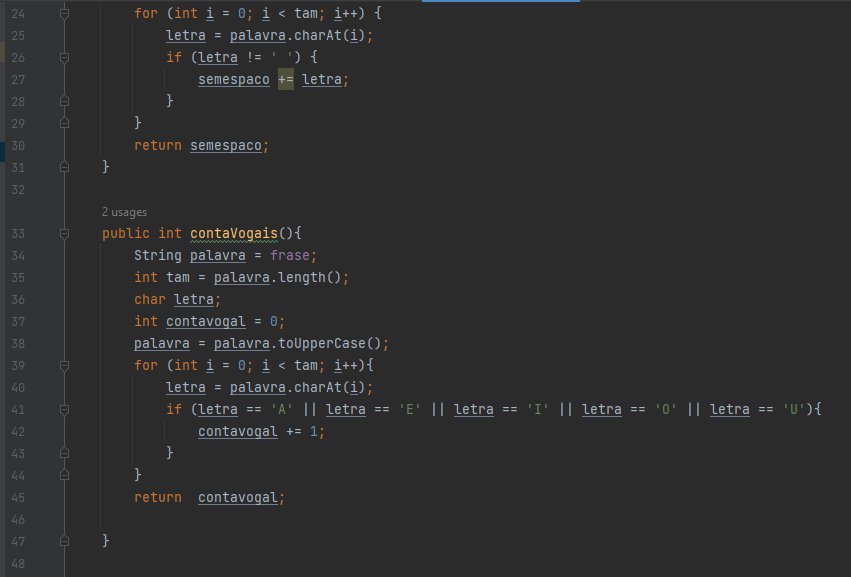 24 for (int i = 0; i < tam; i++) {
25 letra = palavra.charAt(i);
26 if (letra != ' ') {
27 semespaco += letra;
28 }
29 }
30 return semespaco;
31 }
32
2 usages
33 public int contaVogais(){
34 String palavra = frase;
35 int tam = palavra.length();
36 char letra;
37 int contavogal = 0;
38 palavra = palavra.toUpperCase();
39 for (int i = 0; i < tam; i++){
40 letra = palavra.charAt(i);
41 if (letra == 'A' || letra == 'E' || letra == 'I' || letra == 'O' || letra == 'U'){
42 contavogal += 1;
43 }
44 }
45 return  contavogal;
46
47 }
48